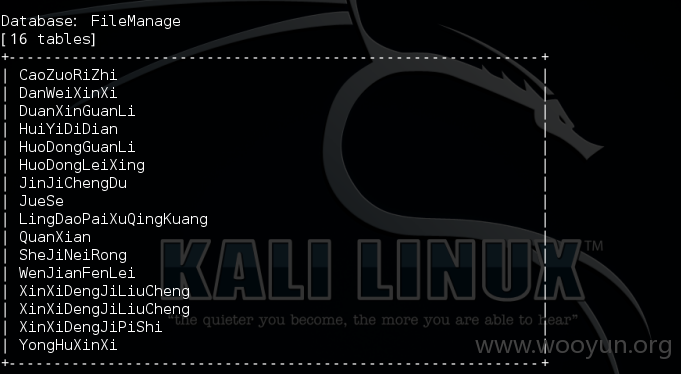 Database: FileManage
[16 tables]
+---------------------------------------------------------+
| CaoZuoRiZhi |
| DanWeiXinXi |
| DuanXinGuanLi |
| HuiYiDiDian |
| HuoDongGuanLi |
| HuoDongLeiXing |
| JinJiChengDu |
| JueSe |
| LingDaoPaiXuQingKuang |
| QuanXian |
| SheJiNeiRong |
| WenJianFenLei |
| XinXiDengJiLiuCheng |
| XinXiDengJiLiuCheng |
| XinXiDengJiPiShi |
| YongHuXinXi |
+---------------------------------------------------------+
KALI LINUX™
"the quieter you become, the more you are able to hear"
www.wooyun.org